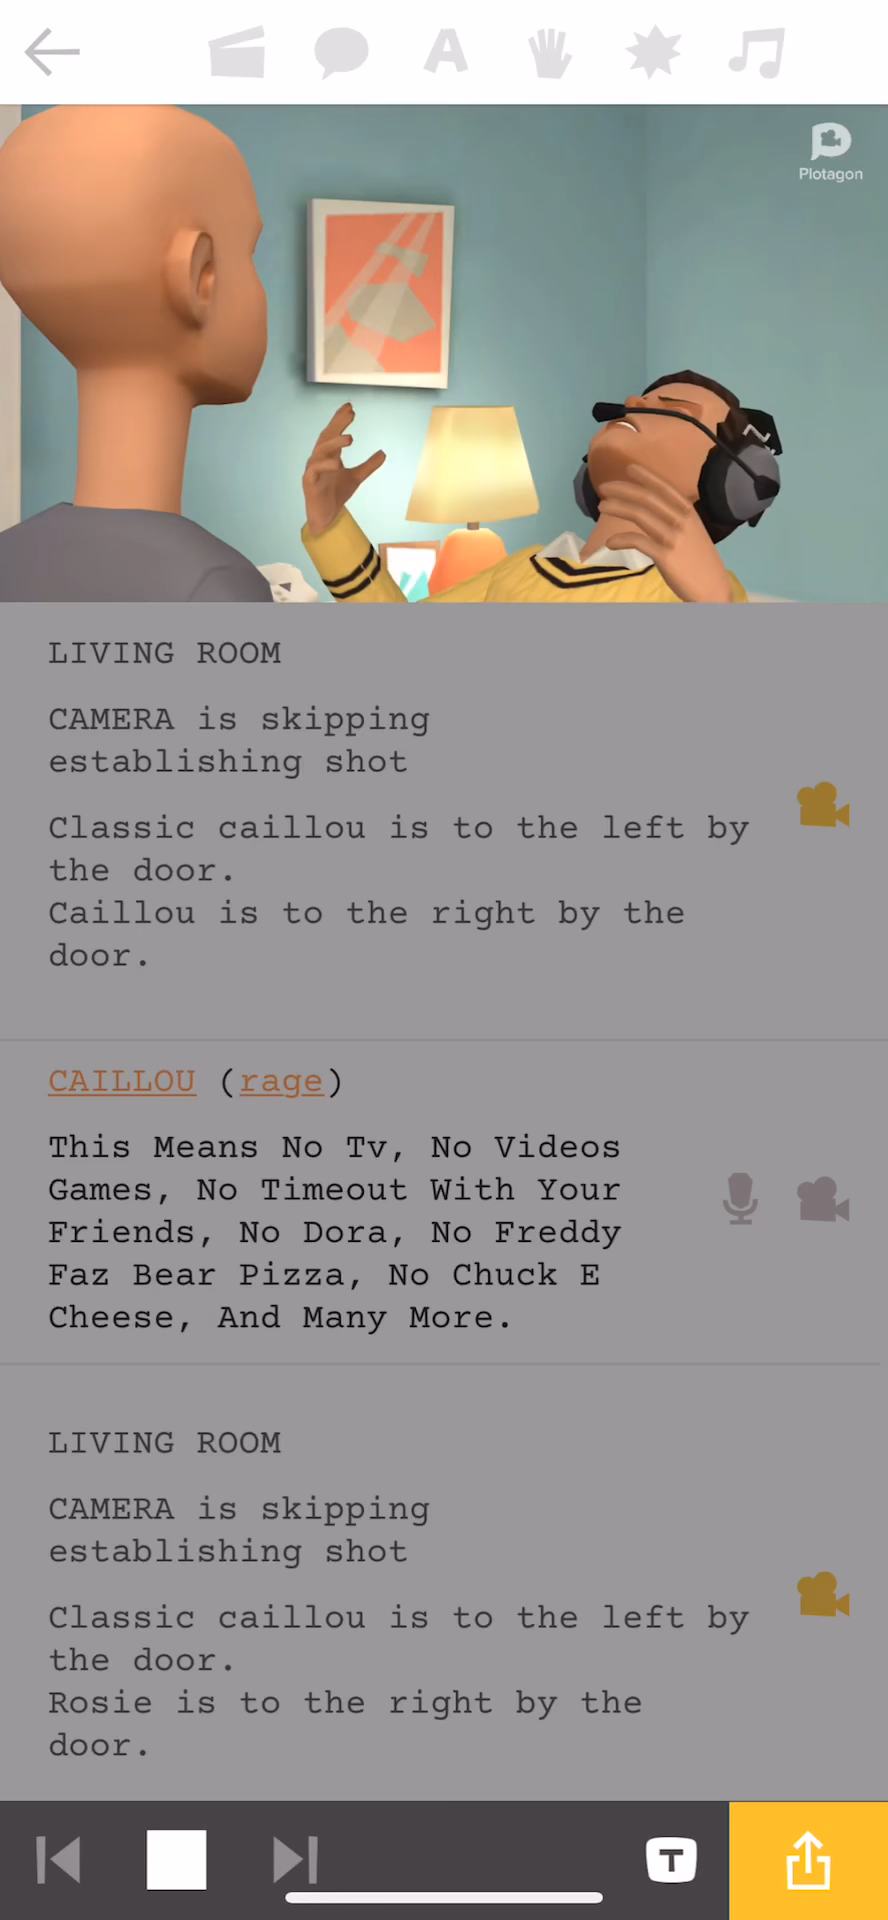 Plotagon
LIVING ROOM
CAMERA is skipping
establishing shot
Classic caillou is to the left by
the door.
Caillou is to the right by the
door.
CAILLOU (rage)
This Means No Tv, No Videos
Games, No Timeout With Your
Friends, No Dora, No Freddy
Faz Bear Pizza, No Chuck E
Cheese, And Many More.
LIVING ROOM
CAMERA is skipping
establishing shot
Classic caillou is to the left by
the door.
Rosie is to the right by the
door.
T